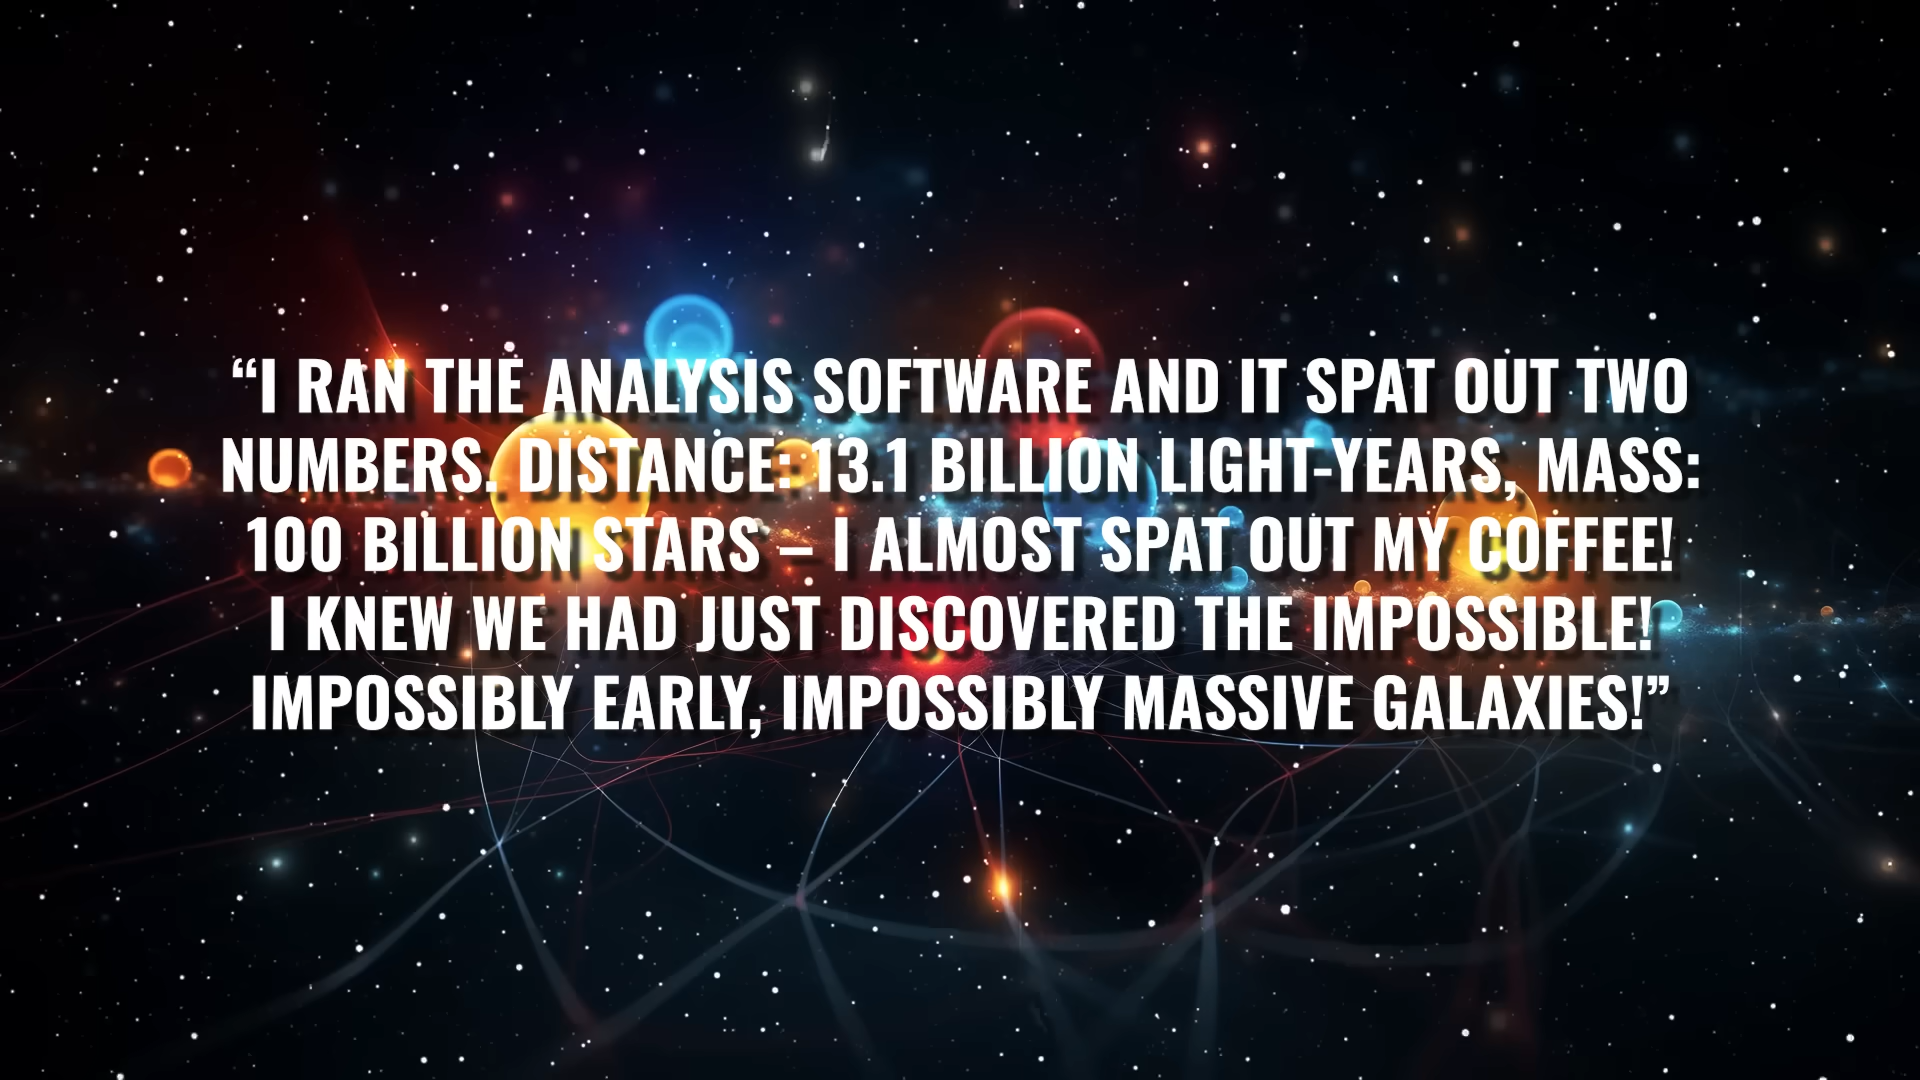 “I RAN THE ANALYSIS SOFTWARE AND IT SPAT OUT TWO
NUMBERS. DISTANCE: 13.1 BILLION LIGHT-YEARS, MASS:
100 BILLION STARS – I ALMOST SPAT OUT MY COFFEE!
I KNEW WE HAD JUST DISCOVERED THE IMPOSSIBLE!
IMPOSSIBLY EARLY, IMPOSSIBLY MASSIVE GALAXIES!”